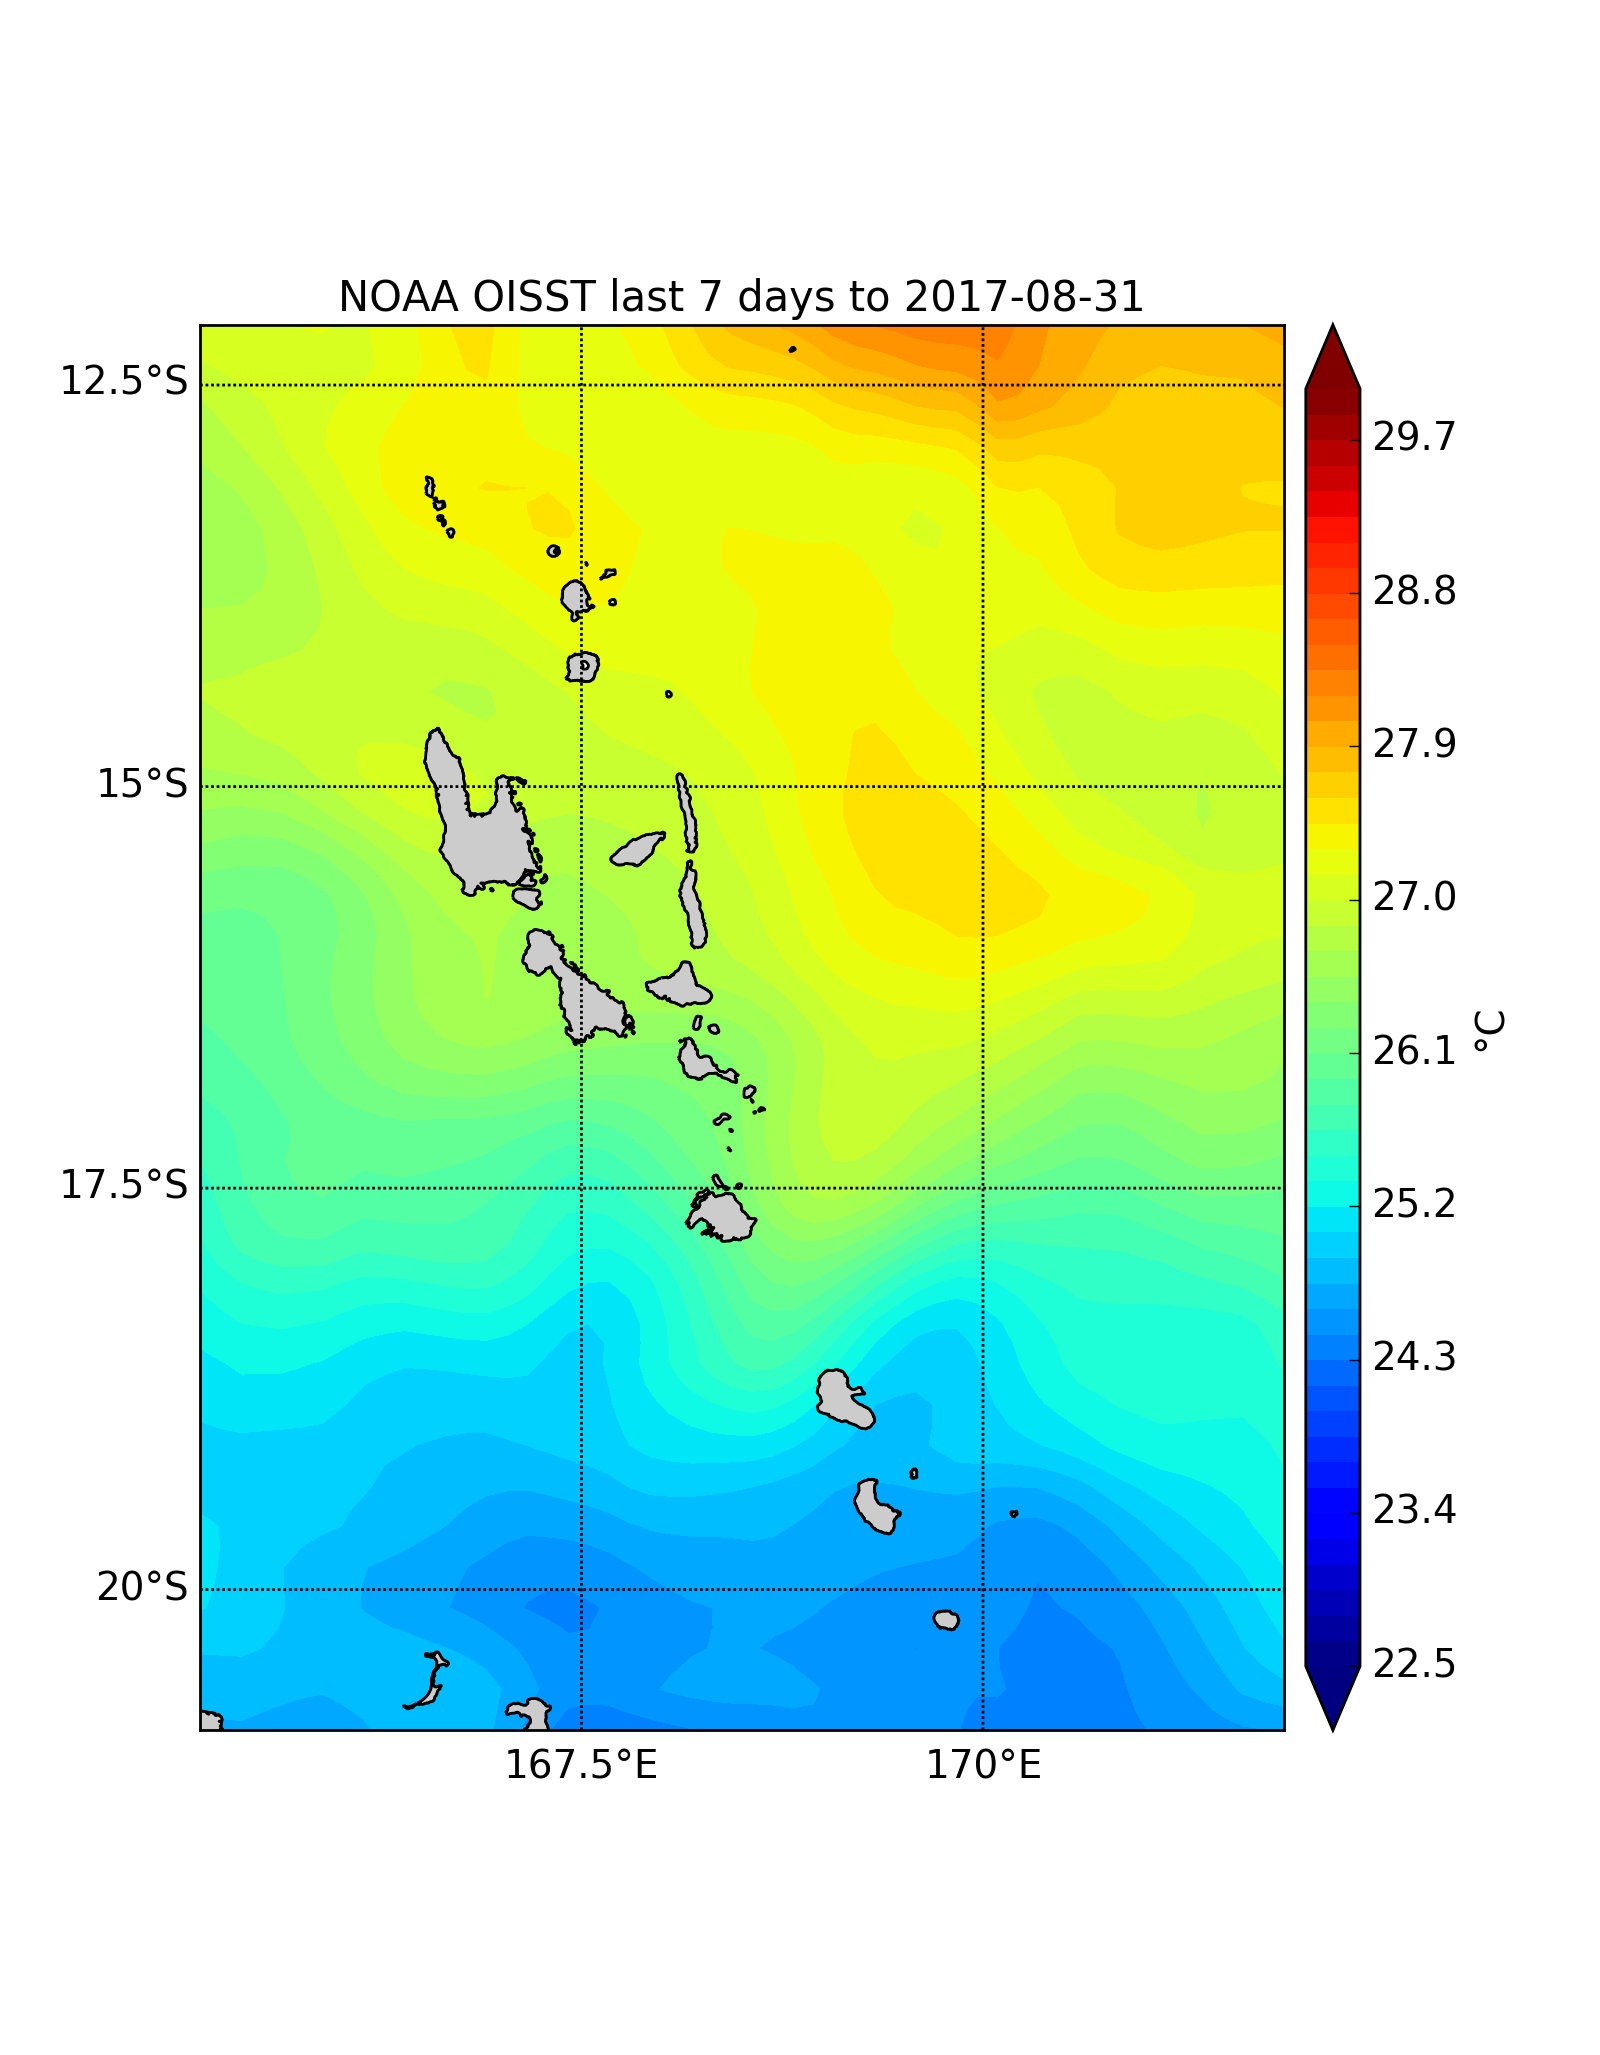 NOAA OISST last 7 days to 2017-08-31
12.5°S
15°S
17.5°S
20°S
167.5°E
170°E
29.7
28.8
27.9
27.0
26.1
25.2
24.3
23.4
22.5
°C